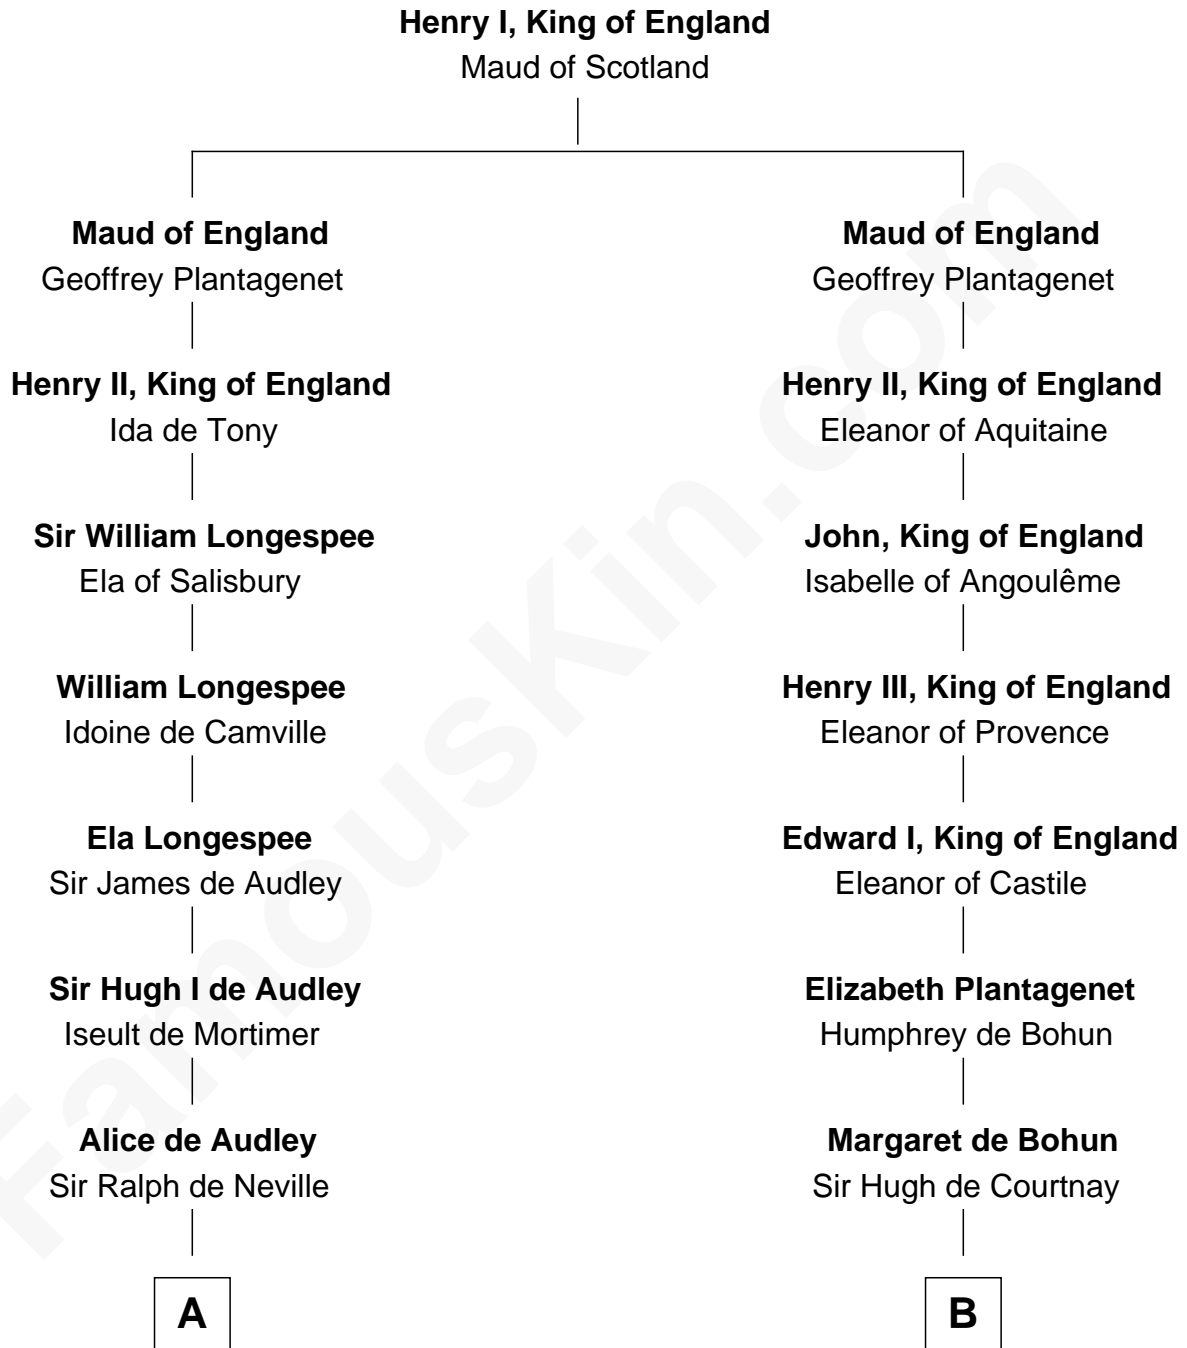 Henry I, King of England
Maud of Scotland
Maud of England
Geoffrey Plantagenet
Henry II, King of England
Ida de Tony
Sir William Longespee
Ela of Salisbury
William Longespee
Idoine de Camville
Ela Longespee
Sir James de Audley
Sir Hugh I de Audley
Iseult de Mortimer
Alice de Audley
Sir Ralph de Neville
A
Maud of England
Geoffrey Plantagenet
Henry II, King of England
Eleanor of Aquitaine
John, King of England
Isabelle of Angoulême
Henry III, King of England
Eleanor of Provence
Edward I, King of England
Eleanor of Castile
Elizabeth Plantagenet
Humphrey de Bohun
Margaret de Bohun
Sir Hugh de Courtnay
B
FamousKin.com